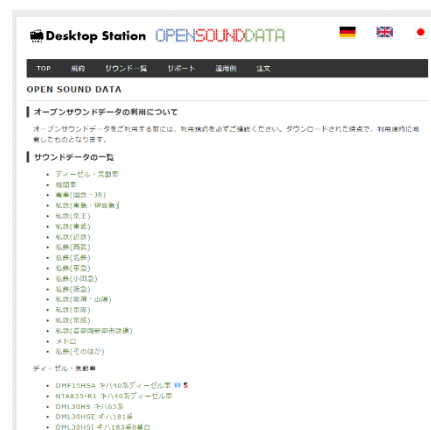 Desktop Station OPENSOUNDDATA
TOP 規約 サウンド一覧 サポート 運用例 注文
OPEN SOUND DATA
オープンサウンドデータの利用について
オープンサウンドデータをご利用する前には、利用規約を必ずご確認ください。ダウンロードされた時点で、利用規約に同
意したものとなります。
サウンドデータの一覧
ディーゼル・気動車
機関車
電車(国鉄・JR)
私鉄(東急・伊豆急)
私鉄(京王)
私鉄(東武)
私鉄(近鉄)
私鉄(西武)
私鉄(名鉄)
私鉄(京急)
私鉄(小田急)
私鉄(阪急)
私鉄(阪神・山陽)
私鉄(京阪)
私鉄(京成)
私鉄(首都圏新都市鉄道)
メトロ
私鉄(そのほか)
ディーゼル・気動車
DMF15HSA キハ40系ディーゼル車 VI 5
NTA855-R1 キハ40系ディーゼル車
DML30HS キハ65系
DML30HSE キハ181系
DML30HSI キハ183系0番台